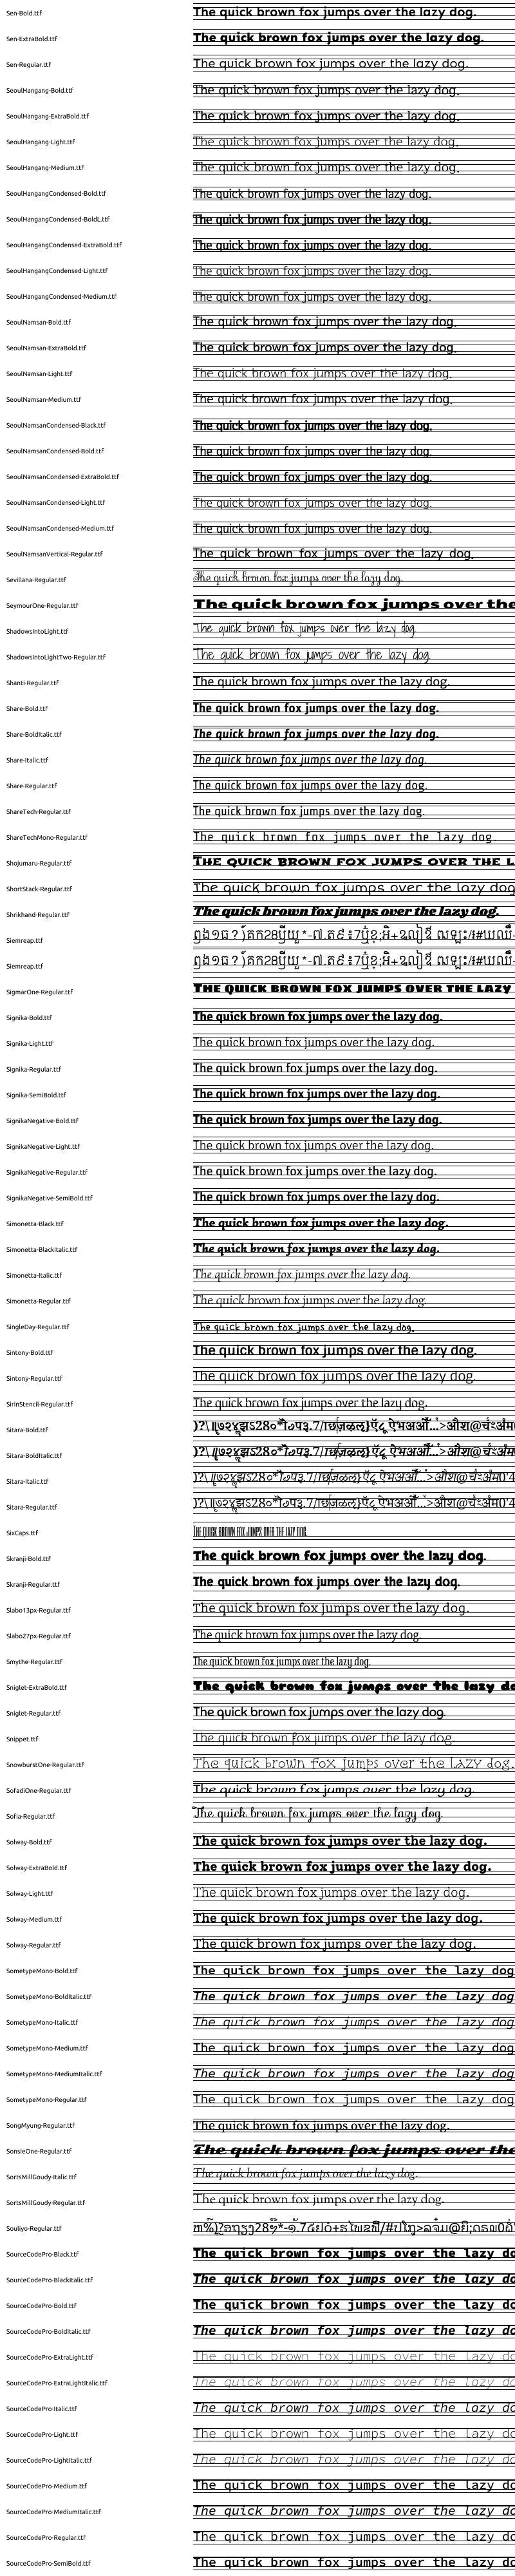 Sen-Bold.ttf The quick brown fox jumps over the lazy dog.
Sen-ExtraBold.ttf The quick brown fox jumps over the lazy dog.
Sen-Regular.ttf The quick brown fox jumps over the lazy dog.
SeoulHangang-Bold.ttf The quick brown fox jumps over the lazy dog.
SeoulHangang-ExtraBold.ttf The quick brown fox jumps over the lazy dog.
SeoulHangang-Light.ttf The quick brown fox jumps over the lazy dog.
SeoulHangang-Medium.ttf The quick brown fox jumps over the lazy dog.
SeoulHangangCondensed-Bold.ttf The quick brown fox jumps over the lazy dog.
SeoulHangangCondensed-BoldL.ttf The quick brown fox jumps over the lazy dog.
SeoulHangangCondensed-ExtraBold.ttf The quick brown fox jumps over the lazy dog.
SeoulHangangCondensed-Light.ttf The quick brown fox jumps over the lazy dog.
SeoulHangangCondensed-Medium.ttf The quick brown fox jumps over the lazy dog.
SeoulNamsan-Bold.ttf The quick brown fox jumps over the lazy dog.
SeoulNamsan-ExtraBold.ttf The quick brown fox jumps over the lazy dog.
SeoulNamsan-Light.ttf The quick brown fox jumps over the lazy dog.
SeoulNamsan-Medium.ttf The quick brown fox jumps over the lazy dog.
SeoulNamsanCondensed-Black.ttf The quick brown fox jumps over the lazy dog.
SeoulNamsanCondensed-Bold.ttf The quick brown fox jumps over the lazy dog.
SeoulNamsanCondensed-ExtraBold.ttf The quick brown fox jumps over the lazy dog.
SeoulNamsanCondensed-Light.ttf The quick brown fox jumps over the lazy dog.
SeoulNamsanCondensed-Medium.ttf The quick brown fox jumps over the lazy dog.
SeoulNamsanVertical-Regular.ttf The quick brown fox jumps over the lazy dog.
Sevillana-Regular.ttf The quick brown fox jumps over the lazy dog.
SeymourOne-Regular.ttf The quick brown fox jumps over the
ShadowsIntoLight.ttf The quick brown fox jumps over the lazy dog.
ShadowsIntoLightTwo-Regular.ttf The quick brown fox jumps over the lazy dog.
Shanti-Regular.ttf The quick brown fox jumps over the lazy dog.
Share-Bold.ttf The quick brown fox jumps over the lazy dog.
Share-BoldItalic.ttf The quick brown fox jumps over the lazy dog.
Share-Italic.ttf The quick brown fox jumps over the lazy dog.
Share-Regular.ttf The quick brown fox jumps over the lazy dog.
ShareTech-Regular.ttf The quick brown fox jumps over the lazy dog.
ShareTechMono-Regular.ttf The quick brown fox jumps over the lazy dog.
Shojumaru-Regular.ttf The quick brown fox jumps over the L
ShortStack-Regular.ttf The quick brown fox jumps over the lazy dog
Shrikhand-Regular.ttf The quick brown fox jumps over the lazy dog.
Siemreap.ttf
Siemreap.ttf
SigmarOne-Regular.ttf THE QUICK BROWN FOX JUMPS OVER THE LAZY
Signika-Bold.ttf The quick brown fox jumps over the lazy dog.
Signika-Light.ttf The quick brown fox jumps over the lazy dog.
Signika-Regular.ttf The quick brown fox jumps over the lazy dog.
Signika-SemiBold.ttf The quick brown fox jumps over the lazy dog.
SignikaNegative-Bold.ttf The quick brown fox jumps over the lazy dog.
SignikaNegative-Light.ttf The quick brown fox jumps over the lazy dog.
SignikaNegative-Regular.ttf The quick brown fox jumps over the lazy dog.
SignikaNegative-SemiBold.ttf The quick brown fox jumps over the lazy dog.
Simonetta-Black.ttf The quick brown fox jumps over the lazy dog.
Simonetta-BlackItalic.ttf The quick brown fox jumps over the lazy dog.
Simonetta-Italic.ttf The quick brown fox jumps over the lazy dog.
Simonetta-Regular.ttf The quick brown fox jumps over the lazy dog.
SingleDay-Regular.ttf The quick brown fox jumps over the lazy dog.
Sintony-Bold.ttf The quick brown fox jumps over the lazy dog.
Sintony-Regular.ttf The quick brown fox jumps over the lazy dog.
SirinStencil-Regular.ttf The quick brown fox jumps over the lazy dog.
Sitara-Bold.ttf
Sitara-BoldItalic.ttf
Sitara-Italic.ttf
Sitara-Regular.ttf
SixCaps.ttf THE QUICK BROWN FOX JUMPS OVER THE LAZY DOG.
Skranji-Bold.ttf The quick brown fox jumps over the lazy dog.
Skranji-Regular.ttf The quick brown fox jumps over the lazy dog.
Slabo13px-Regular.ttf The quick brown fox jumps over the lazy dog.
Slabo27px-Regular.ttf The quick brown fox jumps over the lazy dog.
Smythe-Regular.ttf The quick brown fox jumps over the lazy dog.
Sniglet-ExtraBold.ttf The quick brown fox jumps over the lazy do
Sniglet-Regular.ttf The quick brown fox jumps over the lazy dog.
Snippet.ttf The quick brown fox jumps over the lazy dog.
SnowburstOne-Regular.ttf The quick brown fox jumps over the lazy dog.
SofadiOne-Regular.ttf The quick brown fox jumps over the lazy dog.
Sofia-Regular.ttf The quick brown fox jumps over the lazy dog.
Solway-Bold.ttf The quick brown fox jumps over the lazy dog.
Solway-ExtraBold.ttf The quick brown fox jumps over the lazy dog.
Solway-Light.ttf The quick brown fox jumps over the lazy dog.
Solway-Medium.ttf The quick brown fox jumps over the lazy dog.
Solway-Regular.ttf The quick brown fox jumps over the lazy dog.
SometypeMono-Bold.ttf The quick brown fox jumps over the lazy dog
SometypeMono-BoldItalic.ttf The quick brown fox jumps over the lazy dog
SometypeMono-Italic.ttf The quick brown fox jumps over the lazy dog
SometypeMono-Medium.ttf The quick brown fox jumps over the lazy dog
SometypeMono-MediumItalic.ttf The quick brown fox jumps over the lazy dog
SometypeMono-Regular.ttf The quick brown fox jumps over the lazy dog
SongMyung-Regular.ttf The quick brown fox jumps over the lazy dog.
SonsieOne-Regular.ttf The quick brown fox jumps over the
SortsMillGoudy-Italic.ttf The quick brown fox jumps over the lazy dog.
SortsMillGoudy-Regular.ttf The quick brown fox jumps over the lazy dog.
Souliyo-Regular.ttf
SourceCodePro-Black.ttf The quick brown fox jumps over the lazy do
SourceCodePro-BlackItalic.ttf The quick brown fox jumps over the lazy do
SourceCodePro-Bold.ttf The quick brown fox jumps over the lazy do
SourceCodePro-BoldItalic.ttf The quick brown fox jumps over the lazy do
SourceCodePro-ExtraLight.ttf The quick brown fox jumps over the lazy do
SourceCodePro-ExtraLightItalic.ttf The quick brown fox jumps over the lazy do
SourceCodePro-Italic.ttf The quick brown fox jumps over the lazy do
SourceCodePro-Light.ttf The quick brown fox jumps over the lazy do
SourceCodePro-LightItalic.ttf The quick brown fox jumps over the lazy do
SourceCodePro-Medium.ttf The quick brown fox jumps over the lazy do
SourceCodePro-MediumItalic.ttf The quick brown fox jumps over the lazy do
SourceCodePro-Regular.ttf The quick brown fox jumps over the lazy do
SourceCodePro-SemiBold.ttf The quick brown fox jumps over the lazy do